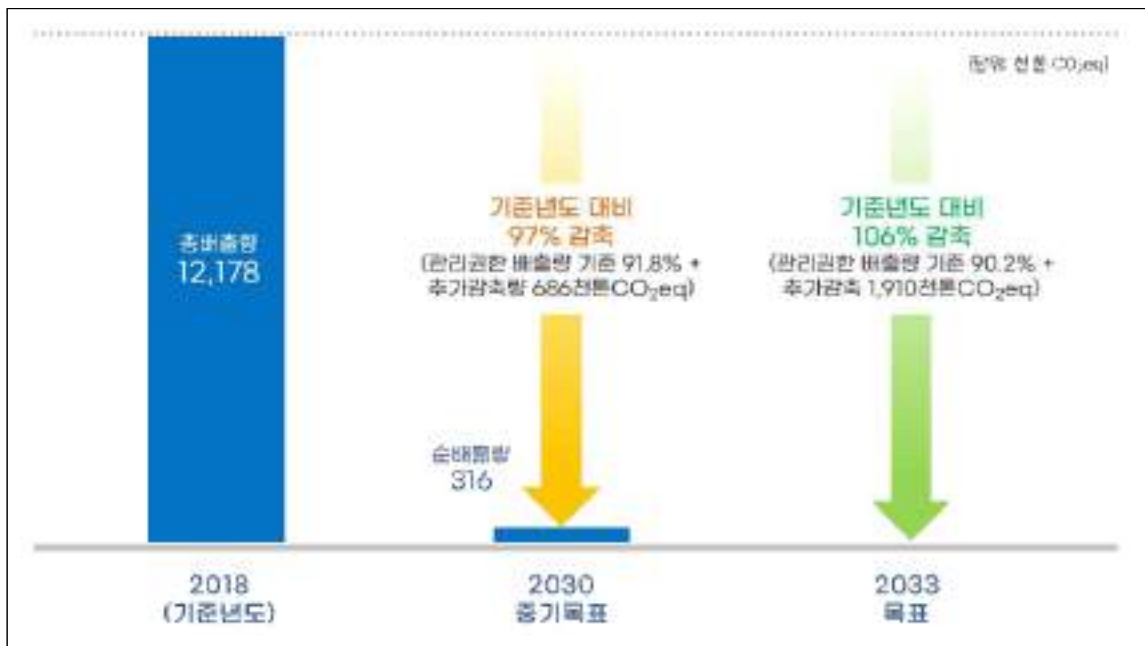 (단위: 천톤 CO₂eq)
총배출량
12,178
기준년도 대비
97% 감축
(관리권한 배출량 기준 91.8% +
추가감축량 686천톤CO₂eq)
기준년도 대비
106% 감축
(관리권한 배출량 기준 90.2% +
추가감축 1,910천톤CO₂eq)
순배출량
316
2018
(기준년도)
2030
중기목표
2033
목표